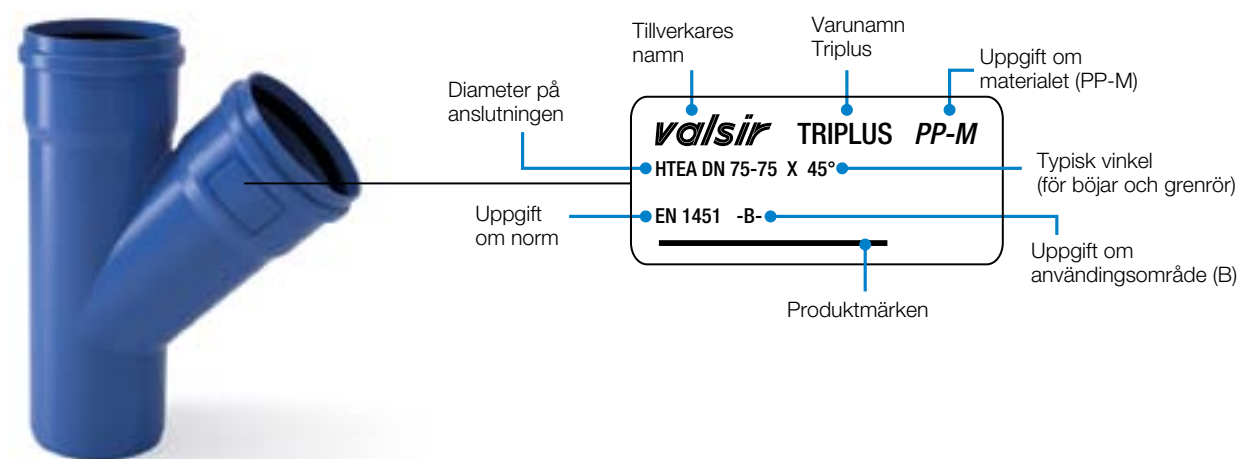 Tillverkares
namn
Varunamn
Triplus
Uppgift om
materialet (PP-M)
Diameter på
anslutningen
valsir TRIPLUS PP-M
HTEA DN 75-75 X 45°
Typisk vinkel
(för böjar och grenrör)
Uppgift
om norm
EN 1451 -B-
Uppgift om
användingsområde (B)
Produktmärken